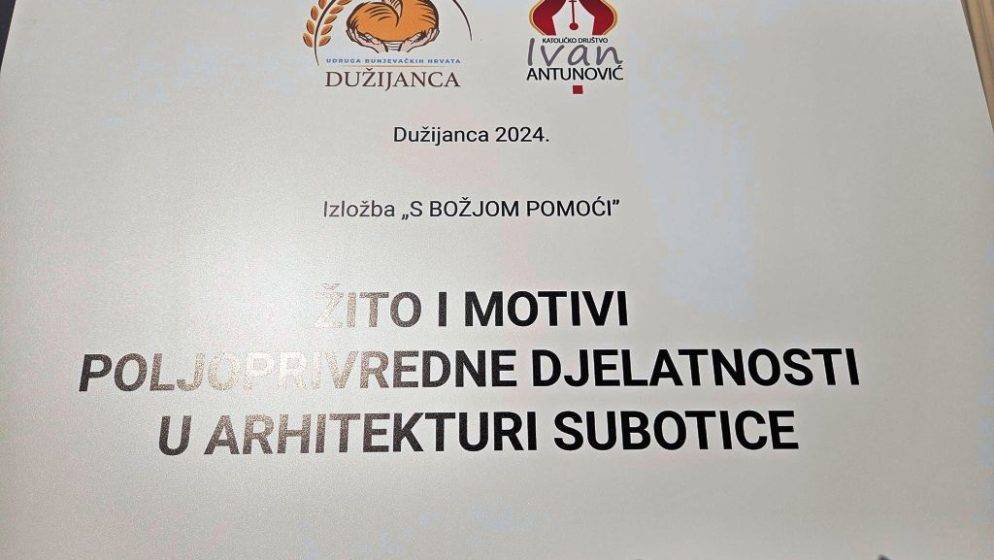 UDRUGA BUNJEVAČKIH HRVATA
DUŽIJANCA
KATOLIČKO DRUŠTVO
Ivan
ANTUNOVIĆ
Dužijanca 2024.
Izložba „S BOŽJOM POMOĆI”
ŽITO I MOTIVI
POLJOPRIVREDNE DJELATNOSTI
U ARHITEKTURI SUBOTICE